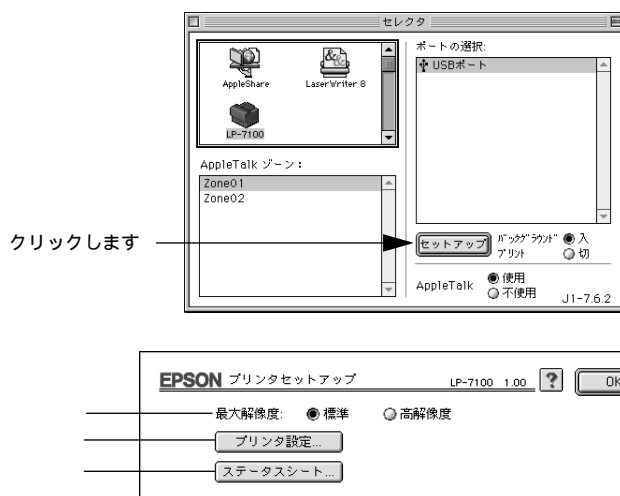 セレクタ
AppleShare
LaserWriter 8
LP-7100
ポートの選択:
USBポート
AppleTalk ゾーン：
Zone01
Zone02
クリックします
セットアップ
バックグラウンド
プリント
入
切
AppleTalk
使用
不使用
J1-7.6.2
EPSON プリンタセットアップ
LP-7100 1.00
?
OK
最大解像度: 標準 高解像度
プリンタ設定...
ステータスシート...